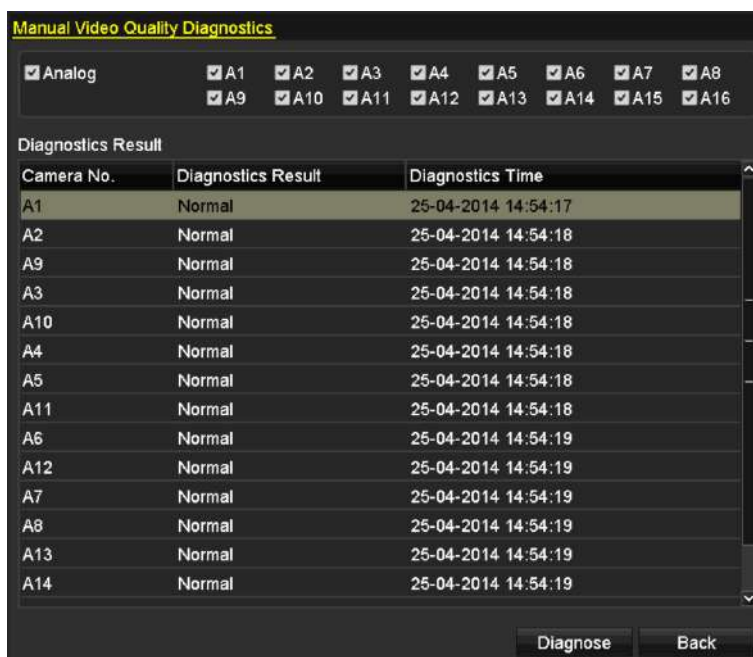 Manual Video Quality Diagnostics
Analog A1 A2 A3 A4 A5 A6 A7 A8
A9 A10 A11 A12 A13 A14 A15 A16
Diagnostics Result
Camera No. Diagnostics Result Diagnostics Time
A1 Normal 25-04-2014 14:54:17
A2 Normal 25-04-2014 14:54:18
A9 Normal 25-04-2014 14:54:18
A3 Normal 25-04-2014 14:54:18
A10 Normal 25-04-2014 14:54:18
A4 Normal 25-04-2014 14:54:18
A5 Normal 25-04-2014 14:54:18
A11 Normal 25-04-2014 14:54:18
A6 Normal 25-04-2014 14:54:19
A12 Normal 25-04-2014 14:54:19
A7 Normal 25-04-2014 14:54:19
A8 Normal 25-04-2014 14:54:19
A13 Normal 25-04-2014 14:54:19
A14 Normal 25-04-2014 14:54:19
Diagnose Back